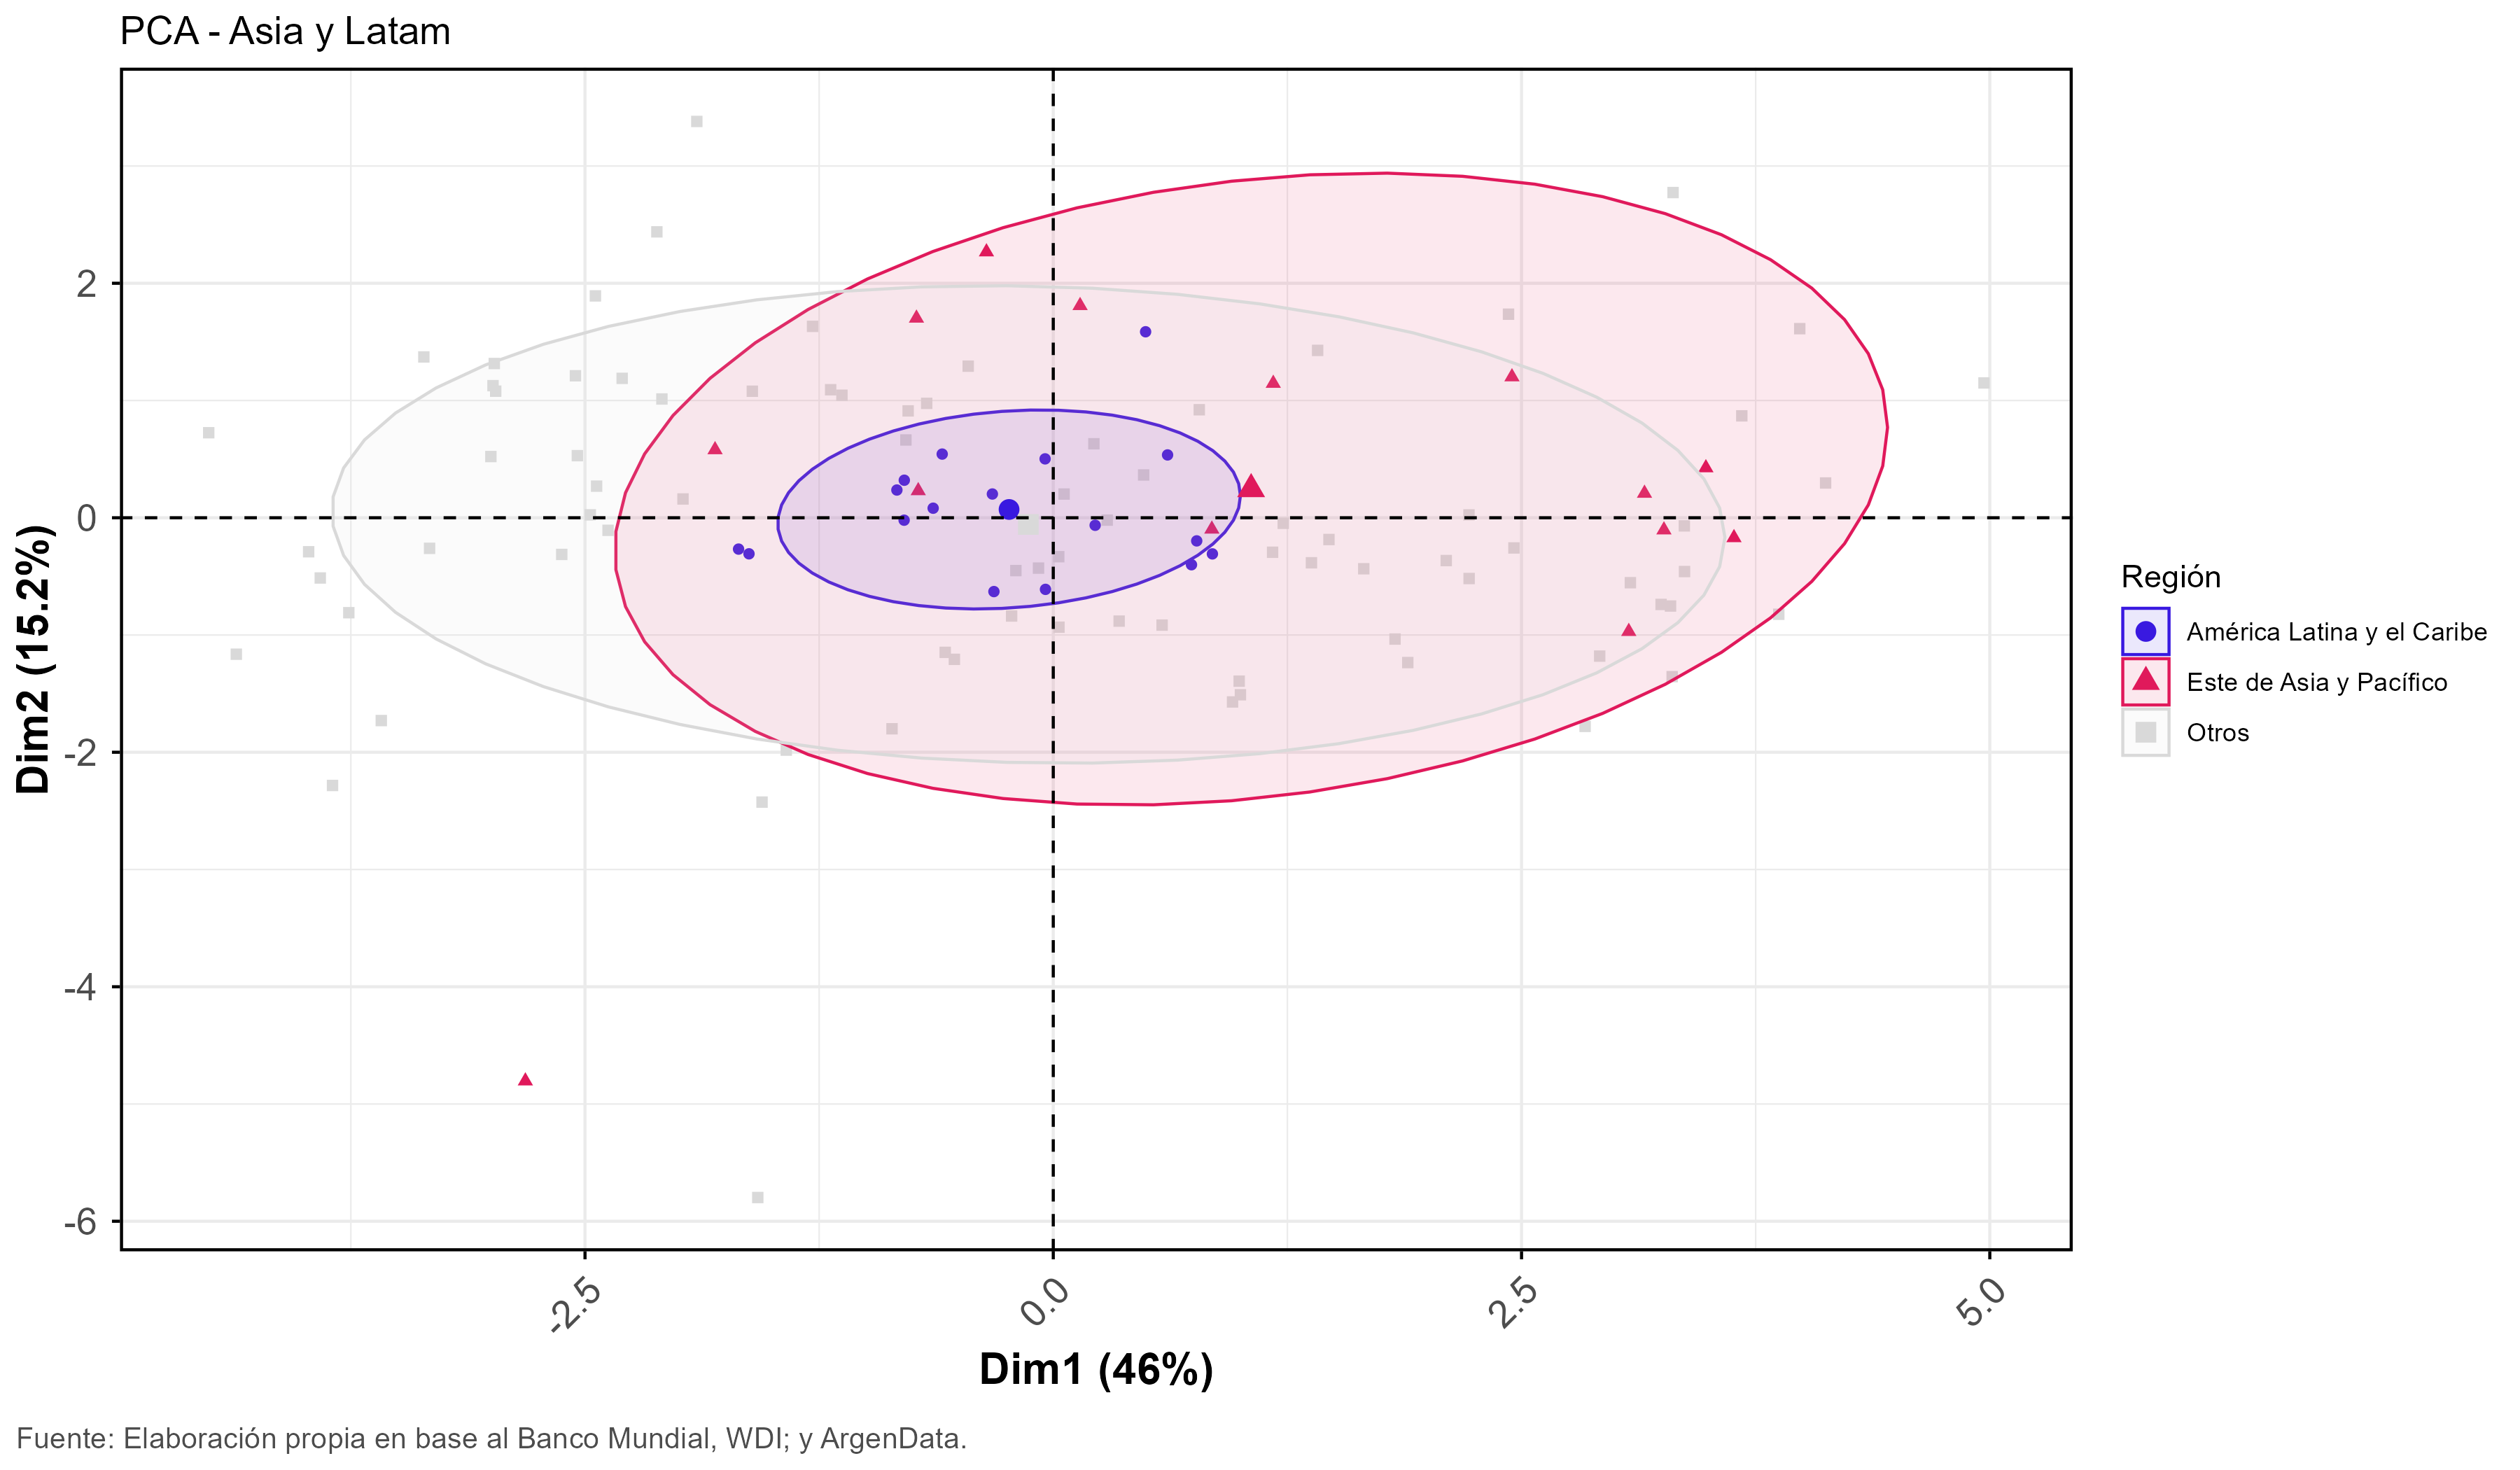 PCA - Asia y Latam
2
0
-2
-4
-6
Dim2 (15.2%)
-2.5
0.0
2.5
5.0
Dim1 (46%)
Región
América Latina y el Caribe
Este de Asia y Pacífico
Otros
Fuente: Elaboración propia en base al Banco Mundial, WDI; y ArgenData.